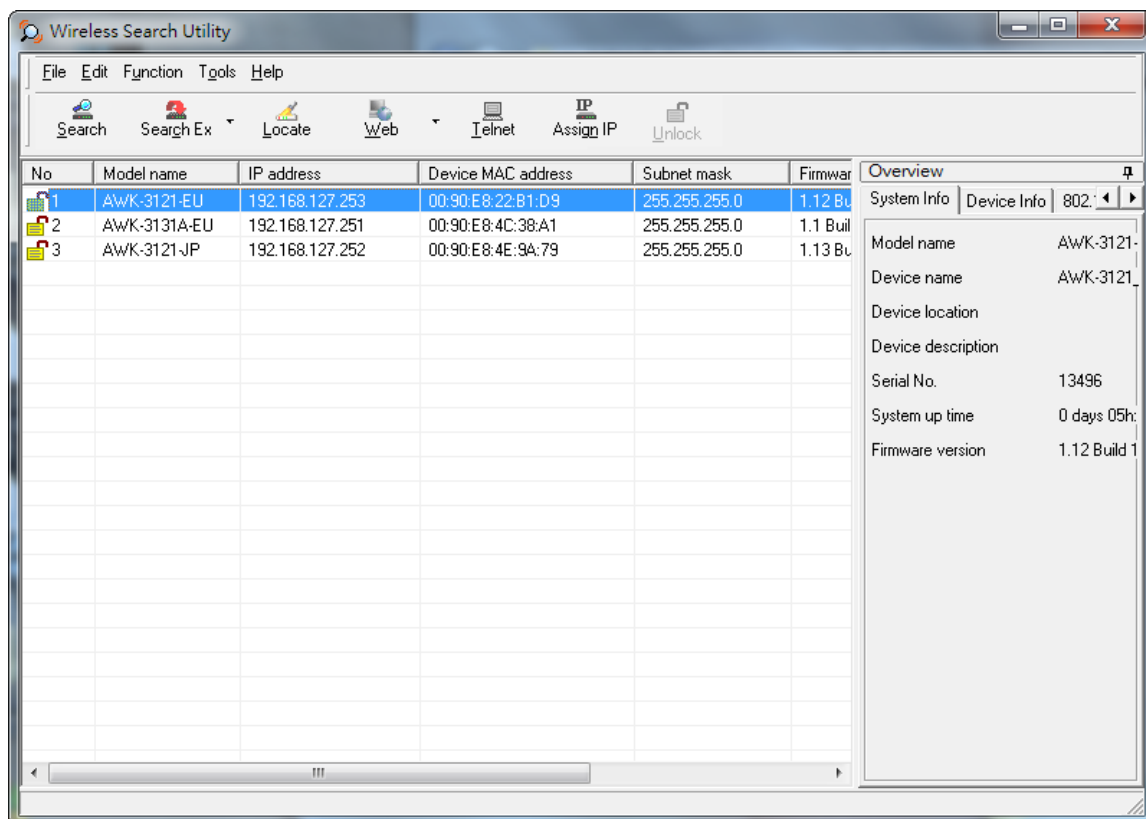 Wireless Search Utility
File Edit Function Tools Help
Search Search Ex Locate Web Telnet Assign IP Unlock
No Model name IP address Device MAC address Subnet mask Firmwar
1 AWK-3121-EU 192.168.127.253 00:90:E8:22:B1:D9 255.255.255.0 1.12 Bu
2 AWK-3131A-EU 192.168.127.251 00:90:E8:4C:38:A1 255.255.255.0 1.1 Buil
3 AWK-3121-JP 192.168.127.252 00:90:E8:4E:9A:79 255.255.255.0 1.13 Bu
Overview
System Info Device Info 802.
Model name AWK-3121-
Device name AWK-3121_
Device location
Device description
Serial No. 13496
System up time 0 days 05h:
Firmware version 1.12 Build 1